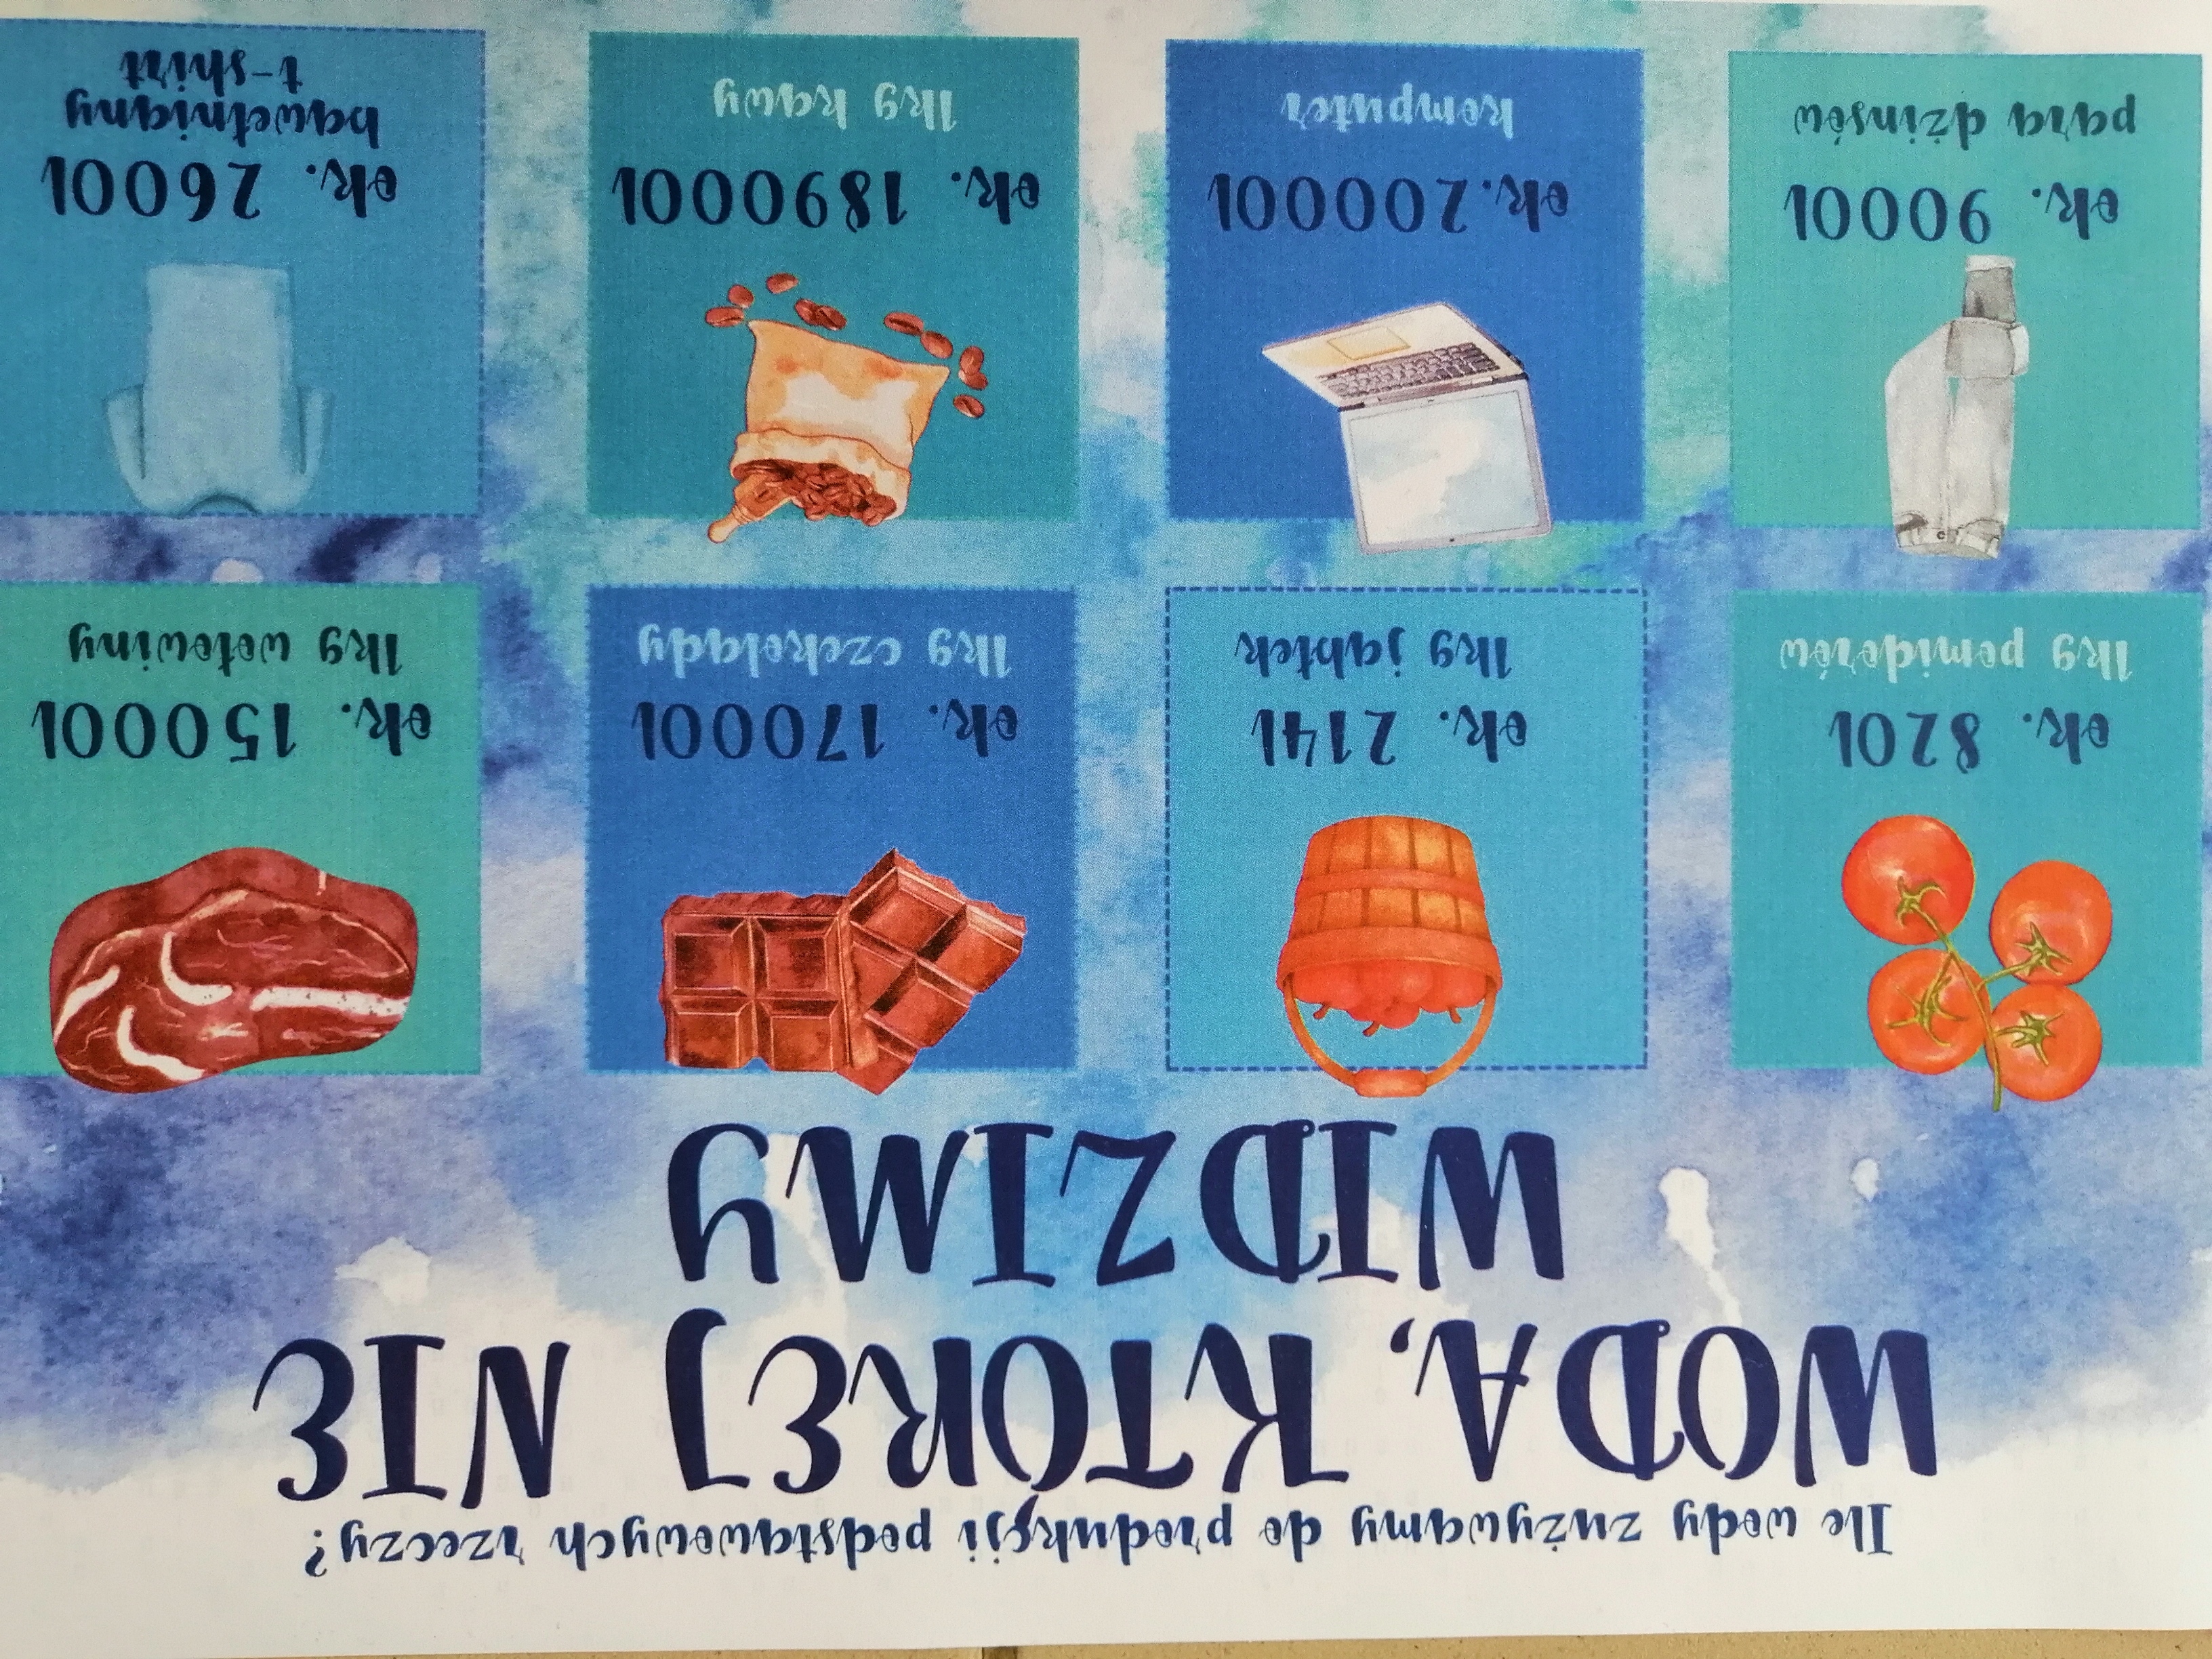 Ile wody zużywamy do produkcji podstawowych rzeczy?
WODA, KTÓREJ NIE
WIDZIMY
ok. 820l
1kg pomidorów
ok. 214l
1kg jabłek
ok. 17000l
1kg czekolady
ok. 15000l
1kg wołowiny
ok. 9000l
para dżinsów
ok.20000l
komputer
ok. 18900l
1kg kawy
ok. 2600l
bawełniany
t-shirt